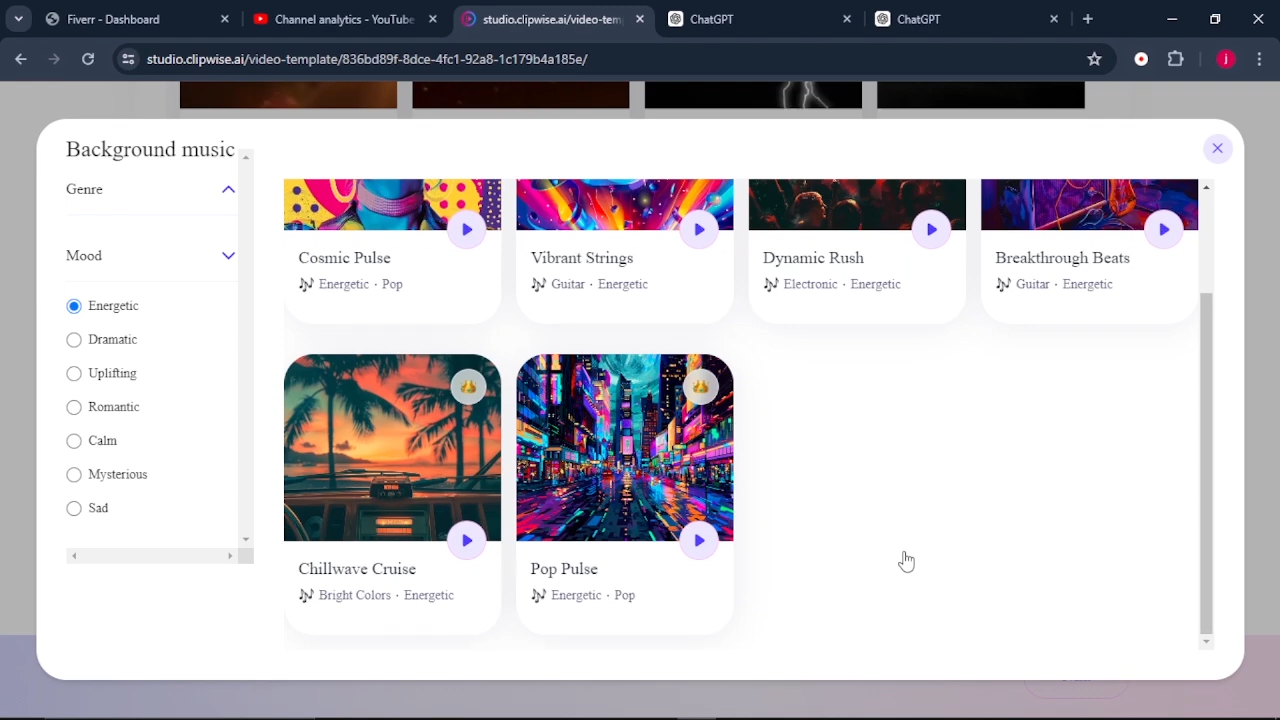 Fiverr - Dashboard
Channel analytics - YouTube
studio.clipwise.ai/video-tem
ChatGPT
ChatGPT
studio.clipwise.ai/video-template/836bd89f-8dce-4fc1-92a8-1c179b4a185e/
j
Background music
Genre
Mood
Energetic
Dramatic
Uplifting
Romantic
Calm
Mysterious
Sad
Cosmic Pulse
Energetic · Pop
Vibrant Strings
Guitar · Energetic
Dynamic Rush
Electronic · Energetic
Breakthrough Beats
Guitar · Energetic
Chillwave Cruise
Bright Colors · Energetic
Pop Pulse
Energetic · Pop